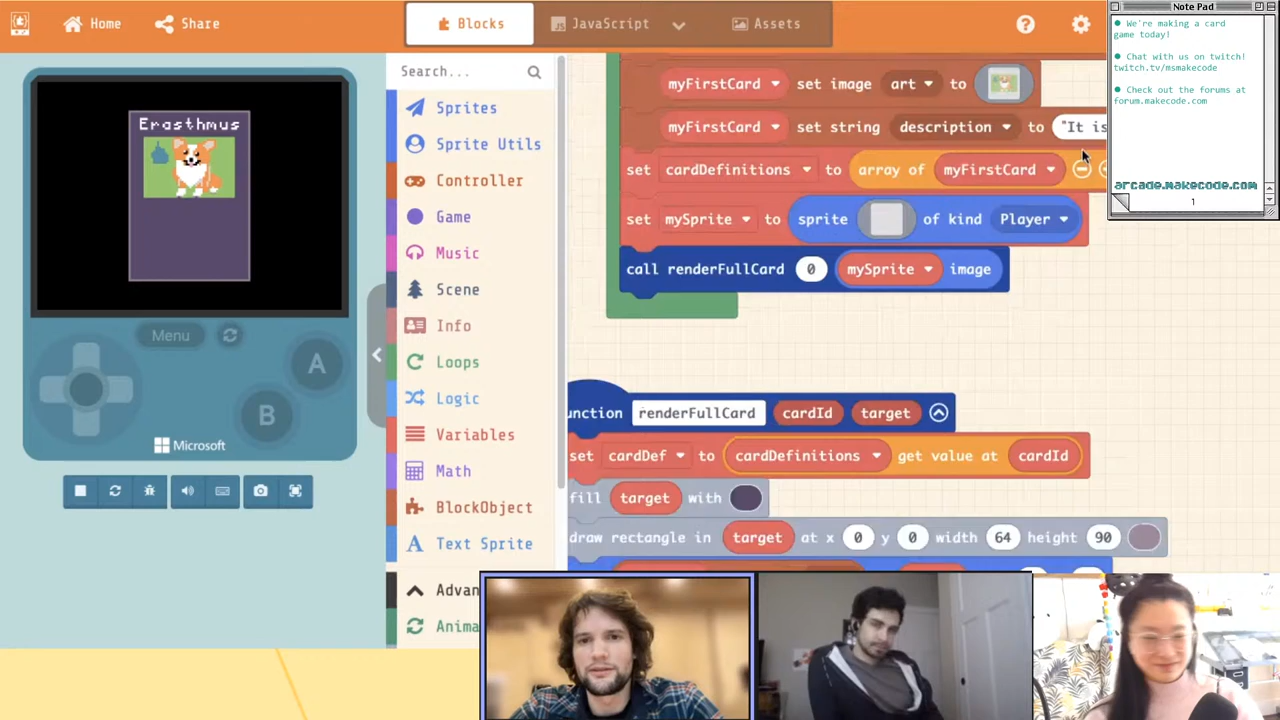 Home
Share
Blocks
JavaScript
Assets
Note Pad
We're making a card
game today!
Chat with us on twitch!
twitch.tv/msmakecode
Check out the forums at
forum.makecode.com
arcade.makecode.com
1
Erasthmus
Menu
A
B
Microsoft
Search...
Sprites
Sprite Utils
Controller
Game
Music
Scene
Info
Loops
Logic
Variables
Math
BlockObject
Text Sprite
Advan
Anima
myFirstCard set image art to
myFirstCard set string description to "It is
set cardDefinitions to array of myFirstCard
set mySprite to sprite of kind Player
call renderFullCard 0 mySprite image
unction renderFullCard cardId target
set cardDef to cardDefinitions get value at cardId
fill target with
draw rectangle in target at x 0 y 0 width 64 height 90